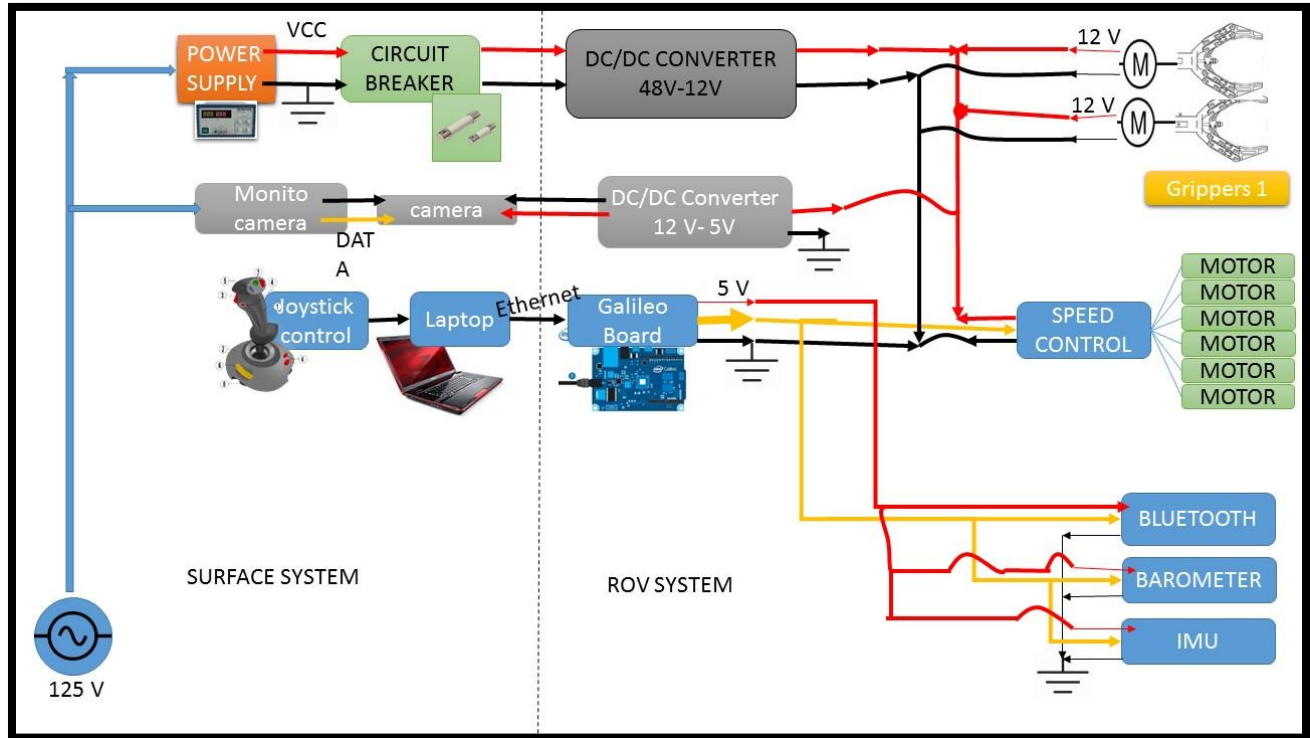 VCC
POWER
SUPPLY
CIRCUIT
BREAKER
DC/DC CONVERTER
48V-12V
12 V
M
12 V
M
Grippers 1
Monito
camera
camera
DAT
A
DC/DC Converter
12 V- 5V
Joystick
control
Laptop
Ethernet
Galileo
Board
5 V
SPEED
CONTROL
MOTOR
MOTOR
MOTOR
MOTOR
MOTOR
MOTOR
BLUETOOTH
BAROMETER
IMU
SURFACE SYSTEM
ROV SYSTEM
125 V